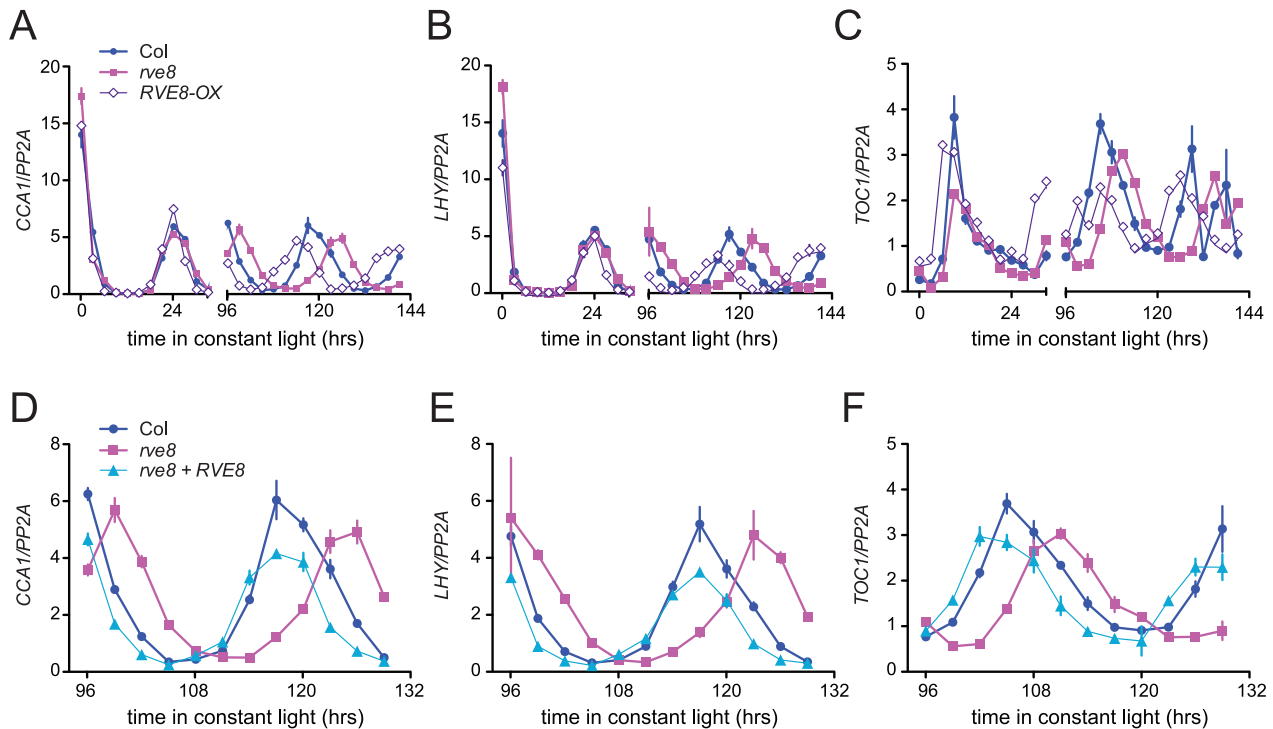 A
B
C
Col
rve8
RVE8-OX
CCA1/PP2A
20
15
10
5
0
0
24
96
120
144
time in constant light (hrs)
LHY/PP2A
20
15
10
5
0
0
24
96
120
144
time in constant light (hrs)
TOC1/PP2A
5
4
3
2
1
0
0
24
96
120
144
time in constant light (hrs)
D
E
F
Col
rve8
rve8 + RVE8
CCA1/PP2A
8
6
4
2
0
96
108
120
132
time in constant light (hrs)
LHY/PP2A
8
6
4
2
0
96
108
120
132
time in constant light (hrs)
TOC1/PP2A
5
4
3
2
1
0
96
108
120
132
time in constant light (hrs)